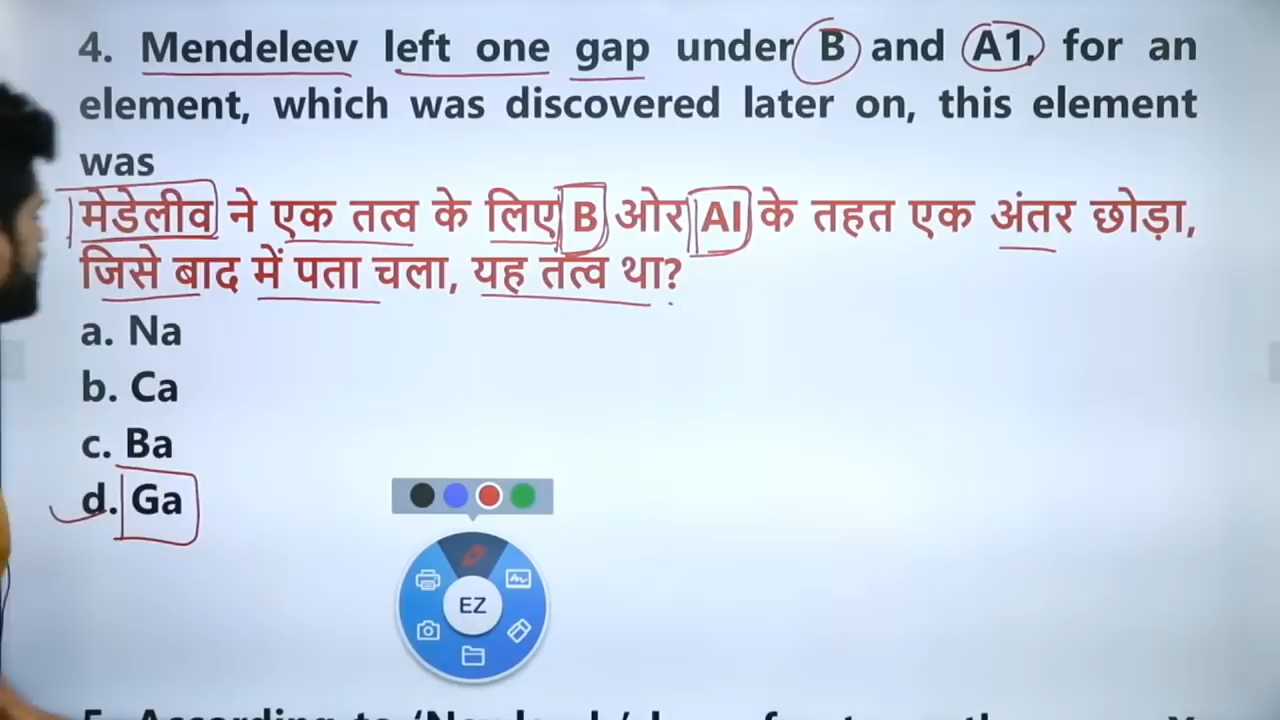 4. Mendeleev left one gap under B and A1, for an
element, which was discovered later on, this element
was
मेडेलीव ने एक तत्व के लिए B ओर AI के तहत एक अंतर छोड़ा,
जिसे बाद में पता चला, यह तत्व था?
a. Na
b. Ca
c. Ba
d. Ga
EZ